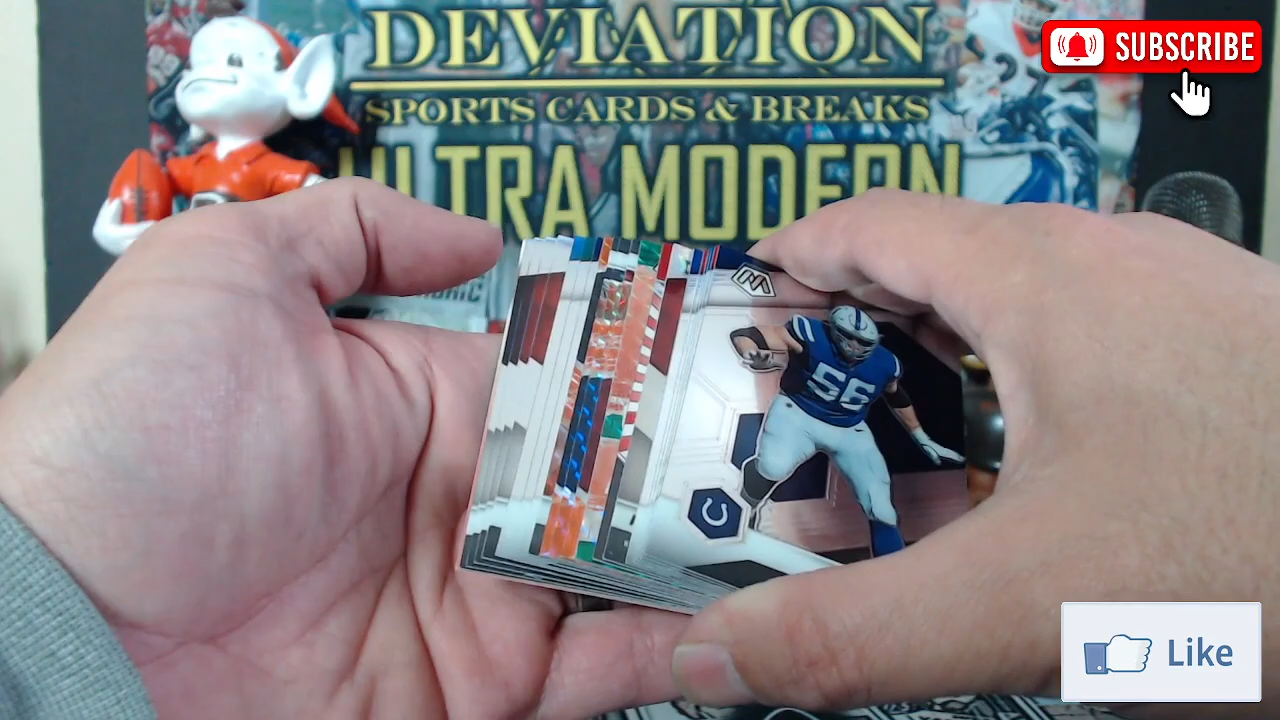 DEVIATION
SUBSCRIBE
SPORTS CARDS & BREAKS
ULTRA MODERN
56
Like